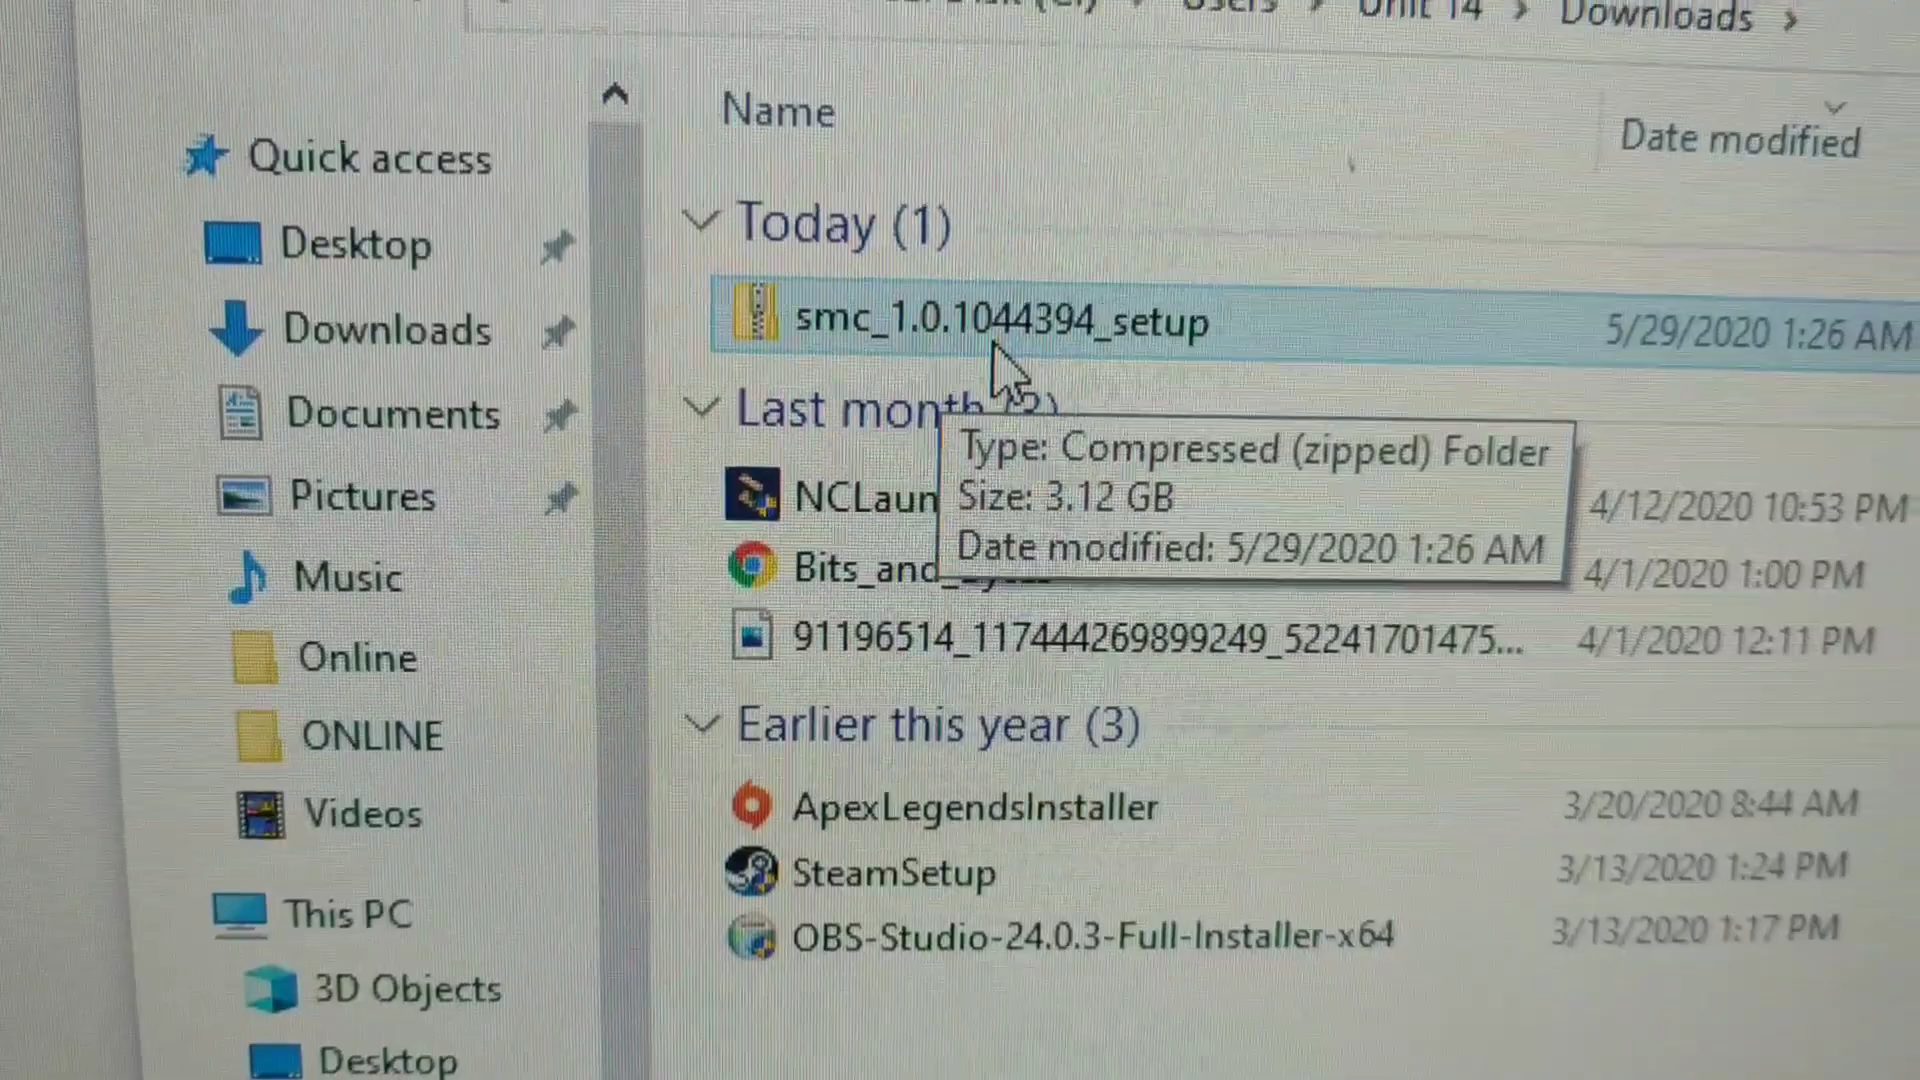 Users > Unit 14 > Downloads >
Name
Date modified
Quick access
Desktop
Downloads
Documents
Pictures
Music
Online
ONLINE
Videos
This PC
3D Objects
Desktop
Today (1)
smc_1.0.1044394_setup
5/29/2020 1:26 AM
Last month
Type: Compressed (zipped) Folder
Size: 3.12 GB
Date modified: 5/29/2020 1:26 AM
NCLaun
4/12/2020 10:53 PM
Bits_and_
4/1/2020 1:00 PM
91196514_117444269899249_52241701475...
4/1/2020 12:11 PM
Earlier this year (3)
ApexLegendsInstaller
3/20/2020 8:44 AM
SteamSetup
3/13/2020 1:24 PM
OBS-Studio-24.0.3-Full-Installer-x64
3/13/2020 1:17 PM